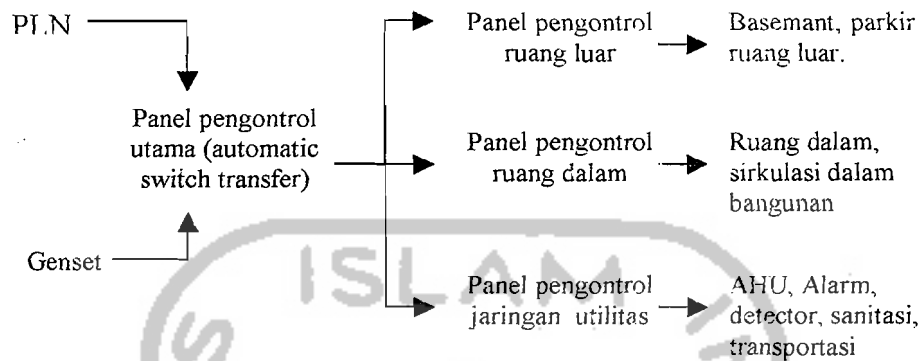 PLN
Genset
Panel pengontrol
utama (automatic
switch transfer)
Panel pengontrol
ruang luar
Basemant, parkir
ruang luar.
Panel pengontrol
ruang dalam
Ruang dalam,
sirkulasi dalam
bangunan
Panel pengontrol
jaringan utilitas
AHU, Alarm,
detector, sanitasi,
transportasi
ISLAM